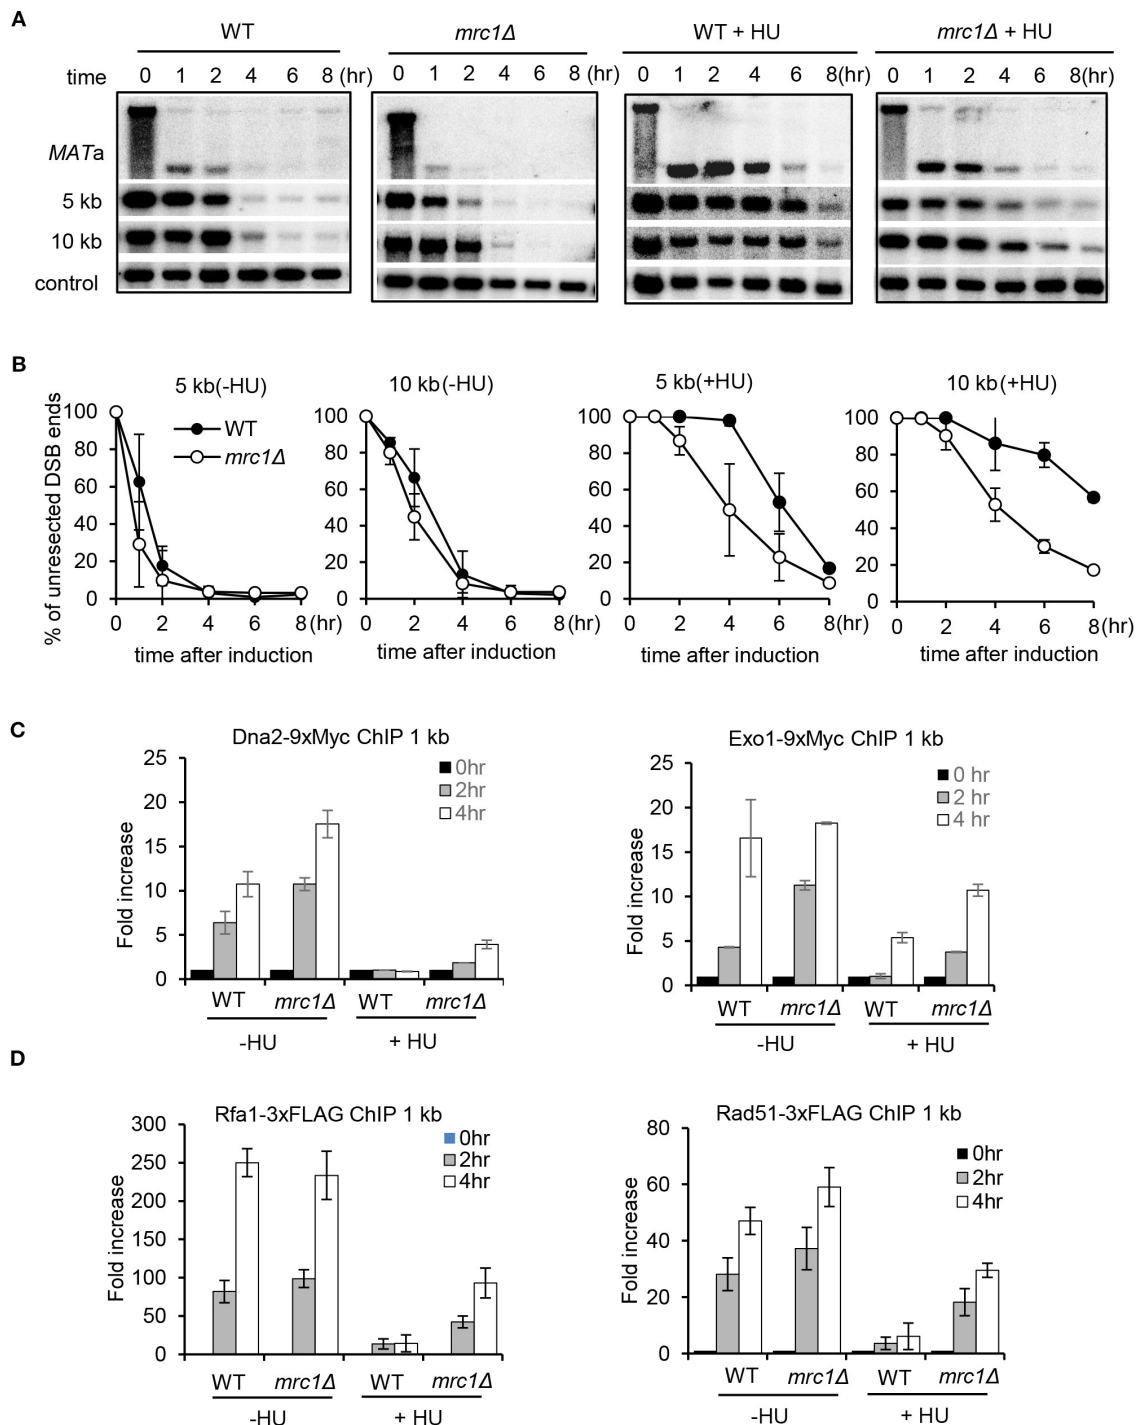 A
WT mrc1Δ WT + HU mrc1Δ + HU
time 0 1 2 4 6 8 (hr) 0 1 2 4 6 8 (hr) 0 1 2 4 6 8(hr) 0 1 2 4 6 8(hr)
MATa
5 kb
10 kb
control
B
5 kb(-HU) 10 kb(-HU) 5 kb(+HU) 10 kb(+HU)
% of unresected DSB ends
WT
mrc1Δ
100 100 100 100
80 80 80 80
60 60 60 60
40 40 40 40
20 20 20 20
0 0 0 0
0 2 4 6 8(hr) 0 2 4 6 8 (hr) 0 2 4 6 8(hr) 0 2 4 6 8(hr)
time after induction time after induction time after induction time after induction
C
Dna2-9xMyc ChIP 1 kb
Fold increase
25
20
15
10
5
0
0hr
2hr
4hr
WT mrc1Δ WT mrc1Δ
-HU + HU
Exo1-9xMyc ChIP 1 kb
Fold increase
25
20
15
10
5
0
0 hr
2 hr
4 hr
WT mrc1Δ WT mrc1Δ
-HU + HU
D
Rfa1-3xFLAG ChIP 1 kb
Fold increase
300
250
200
150
100
50
0
0hr
2hr
4hr
WT mrc1Δ WT mrc1Δ
-HU + HU
Rad51-3xFLAG ChIP 1 kb
Fold increase
80
60
40
20
0
0hr
2hr
4hr
WT mrc1Δ WT mrc1Δ
-HU + HU